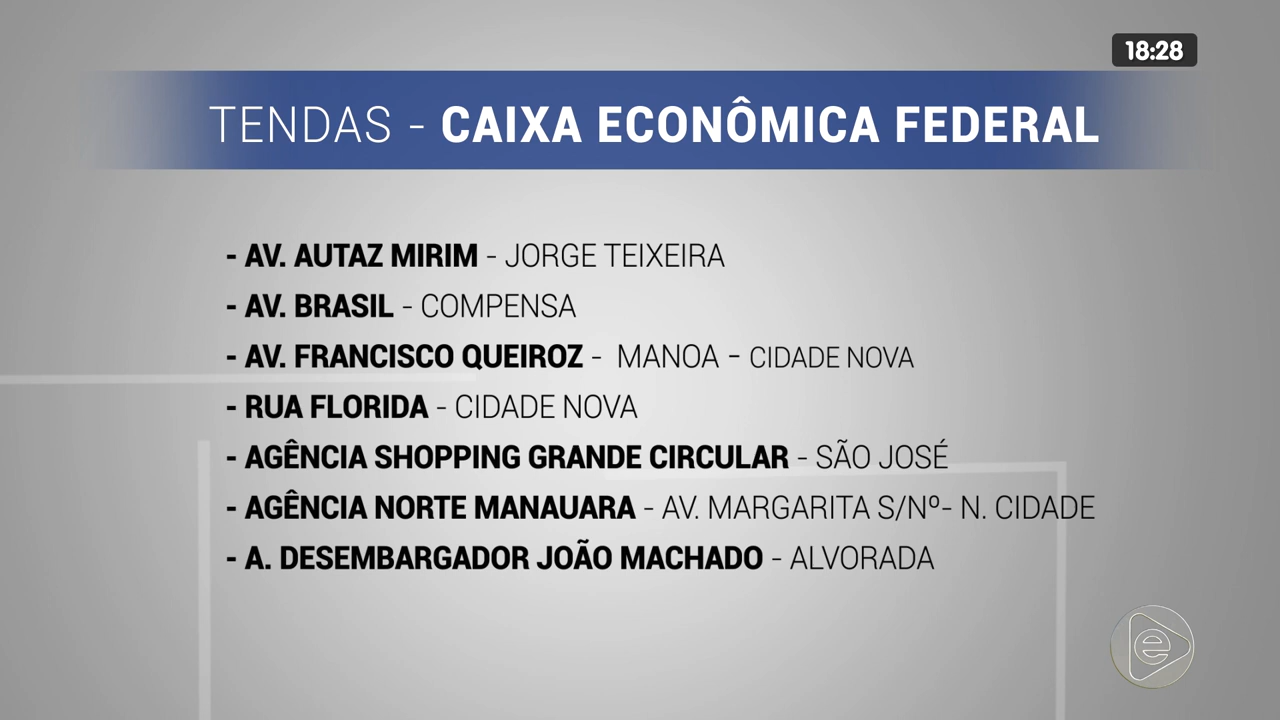 18:28
TENDAS - CAIXA ECONÔMICA FEDERAL
- AV. AUTAZ MIRIM - JORGE TEIXEIRA
- AV. BRASIL - COMPENSA
- AV. FRANCISCO QUEIROZ - MANOA - CIDADE NOVA
- RUA FLORIDA - CIDADE NOVA
- AGÊNCIA SHOPPING GRANDE CIRCULAR - SÃO JOSÉ
- AGÊNCIA NORTE MANAUARA - AV. MARGARITA S/Nº- N. CIDADE
- A. DESEMBARGADOR JOÃO MACHADO - ALVORADA
e